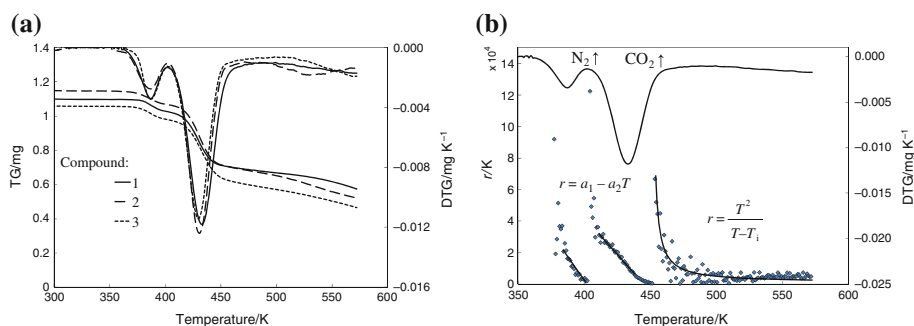 (a)
1.4
1.2
1
0.8
0.6
0.4
0.2
0
TG/mg
Compound:
1
2
3
300 350 400 450 500 550 600
Temperature/K
0.000
−0.004
−0.008
−0.012
−0.016
DTG/mg K⁻¹
(b)
× 10⁴
14
12
10
8
6
4
2
0
r/K
N₂↑ CO₂↑
r = a₁ − a₂T
r = T² / T–Tᵢ
350 400 450 500 550 600
Temperature/K
0.000
−0.005
−0.010
−0.015
−0.020
−0.025
DTG/mg K⁻¹